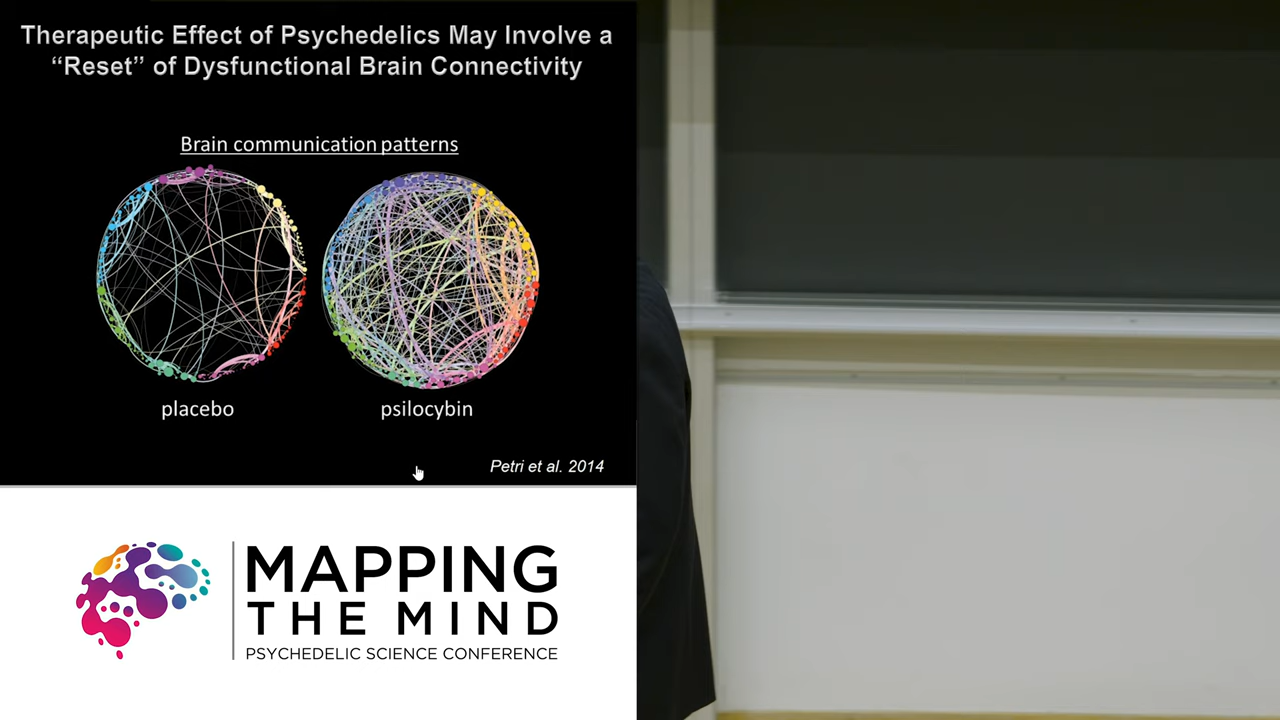 Therapeutic Effect of Psychedelics May Involve a
“Reset” of Dysfunctional Brain Connectivity
Brain communication patterns
placebo
psilocybin
Petri et al. 2014
MAPPING
THE MIND
PSYCHEDELIC SCIENCE CONFERENCE